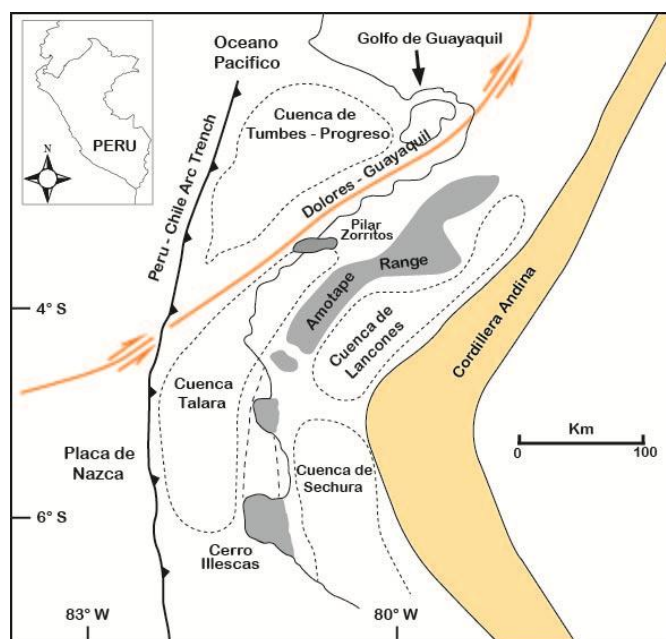 Oceano
Pacifico
Golfo de Guayaquil
N
PERU
Cuenca de
Tumbes - Progreso
Peru - Chile Arc Trench
Dolores - Guayaquil
Pilar
Zorritos
Amotape Range
4° S
Cuenca de
Lancones
Cordillera Andina
Cuenca
Talara
Km
0 100
Placa de
Nazca
Cuenca de
Sechura
6° S
Cerro
Illescas
83° W
80° W